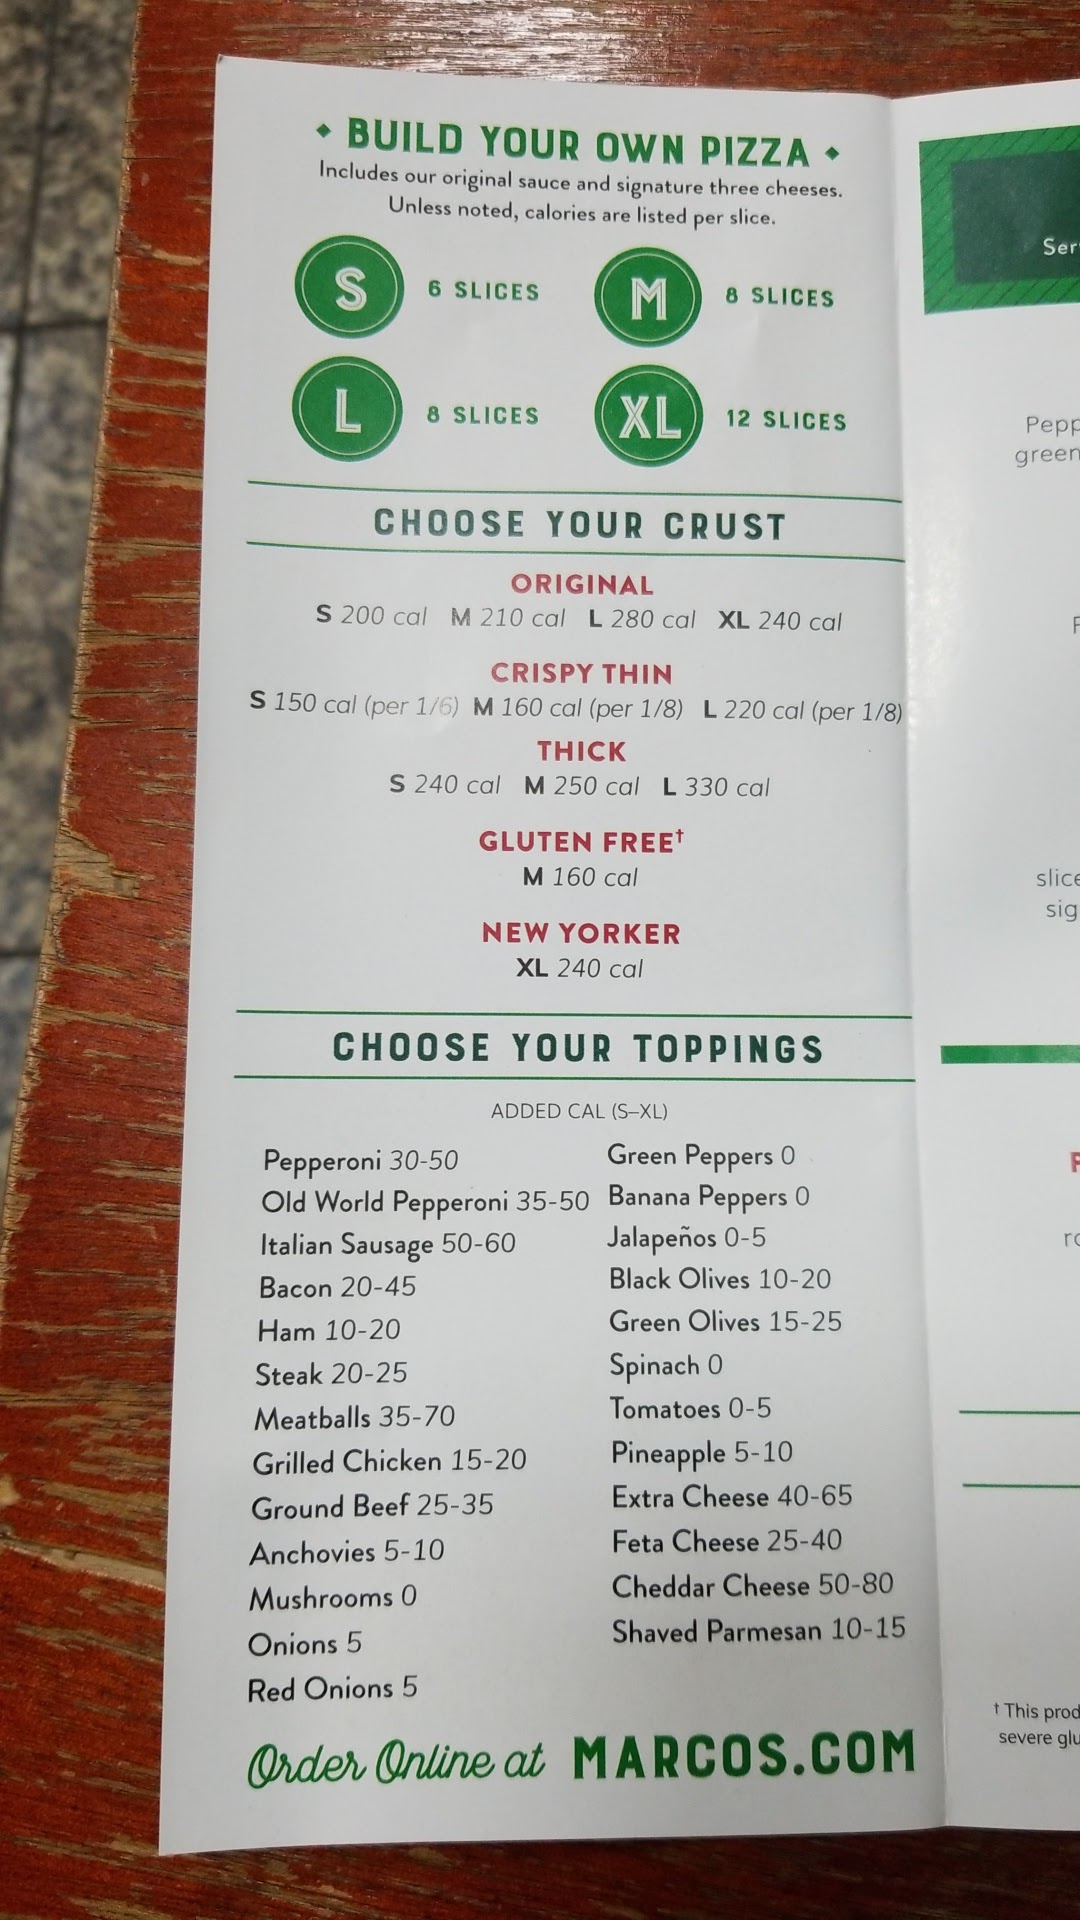 BUILD YOUR OWN PIZZA
Includes our original sauce and signature three cheeses.
Unless noted, calories are listed per slice.
S 6 SLICES M 8 SLICES
L 8 SLICES XL 12 SLICES
CHOOSE YOUR CRUST
ORIGINAL
S 200 cal M 210 cal L 280 cal XL 240 cal
CRISPY THIN
S 150 cal (per 1/6) M 160 cal (per 1/8) L 220 cal (per 1/8)
THICK
S 240 cal M 250 cal L 330 cal
GLUTEN FREE†
M 160 cal
NEW YORKER
XL 240 cal
CHOOSE YOUR TOPPINGS
ADDED CAL (S–XL)
Pepperoni 30-50
Old World Pepperoni 35-50
Italian Sausage 50-60
Bacon 20-45
Ham 10-20
Steak 20-25
Meatballs 35-70
Grilled Chicken 15-20
Ground Beef 25-35
Anchovies 5-10
Mushrooms 0
Onions 5
Red Onions 5
Green Peppers 0
Banana Peppers 0
Jalapeños 0-5
Black Olives 10-20
Green Olives 15-25
Spinach 0
Tomatoes 0-5
Pineapple 5-10
Extra Cheese 40-65
Feta Cheese 25-40
Cheddar Cheese 50-80
Shaved Parmesan 10-15
Order Online at MARCOS.COM
green
† This
severe